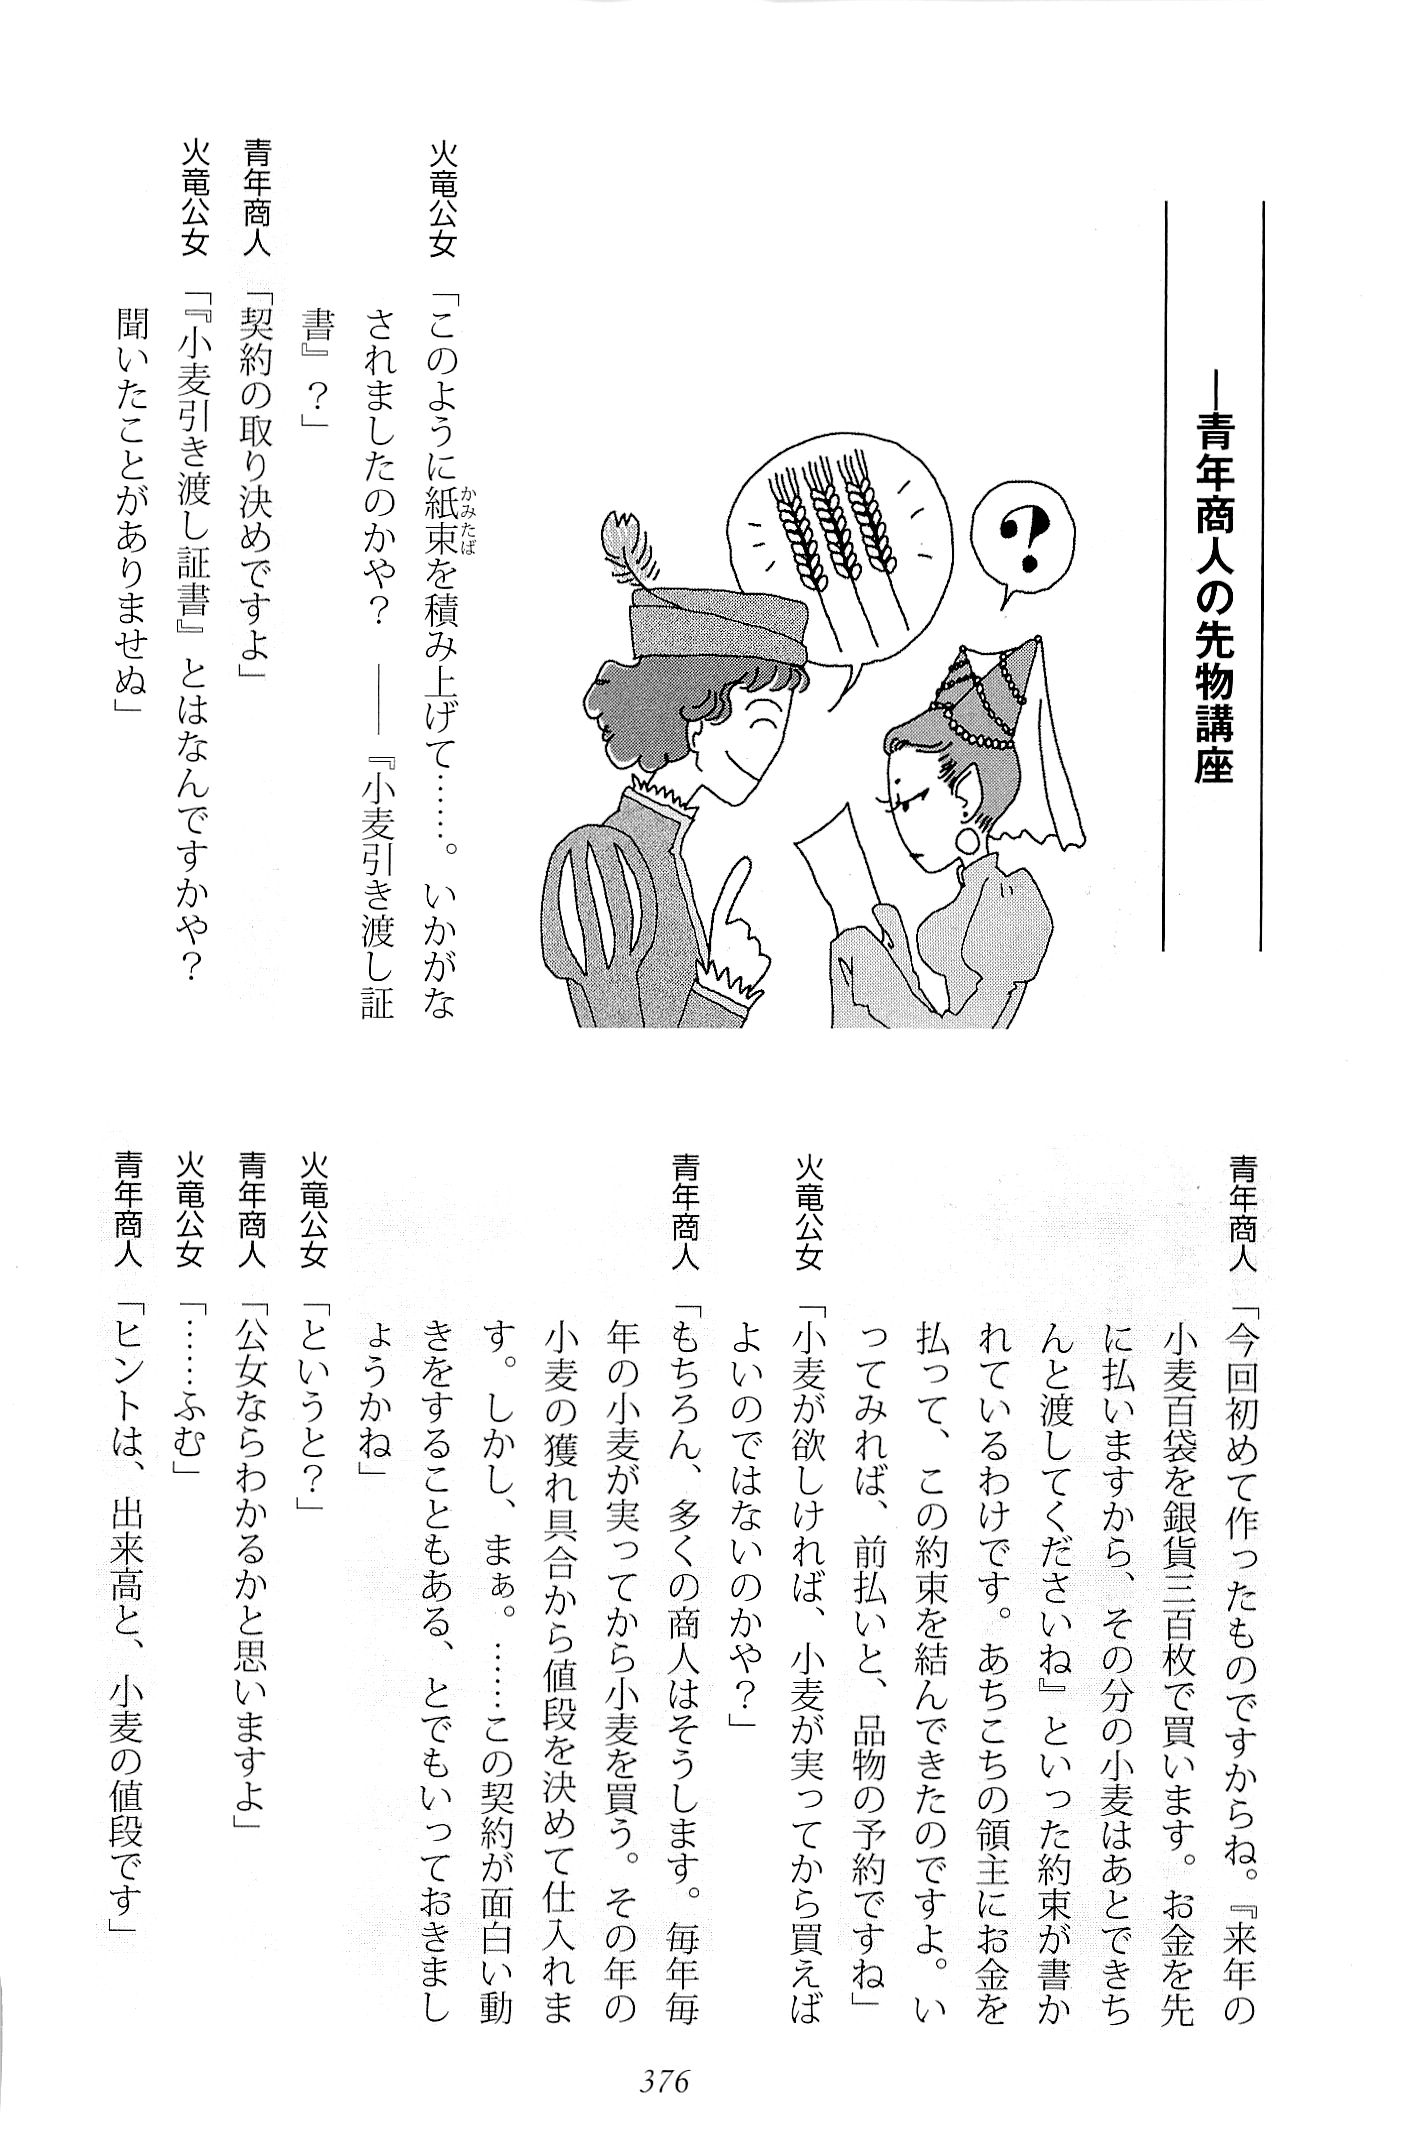 ―青年商人の先物講座
?
火竜公女「このように紙束を積み上げて……。いかがな
かみたば
されましたのかや？　――『小麦引き渡し証
書』？」
青年商人「契約の取り決めですよ」
火竜公女「『小麦引き渡し証書』とはなんですかや？
聞いたことがありませぬ」
青年商人「今回初めて作ったものですからね。『来年の
小麦百袋を銀貨三百枚で買います。お金を先
に払いますから、その分の小麦はあとできち
んと渡してくださいね』といった約束が書か
れているわけです。あちこちの領主にお金を
払って、この約束を結んできたのですよ。い
ってみれば、前払いと、品物の予約ですね」
火竜公女「小麦が欲しければ、小麦が実ってから買えば
よいのではないのかや？」
青年商人「もちろん、多くの商人はそうします。毎年毎
年の小麦が実ってから小麦を買う。その年の
小麦の獲れ具合から値段を決めて仕入れま
す。しかし、まぁ。……この契約が面白い動
きをすることもある、とでもいっておきまし
ょうかね」
火竜公女「というと？」
青年商人「公女ならわかるかと思いますよ」
火竜公女「……ふむ」
青年商人「ヒントは、出来高と、小麦の値段です」
376